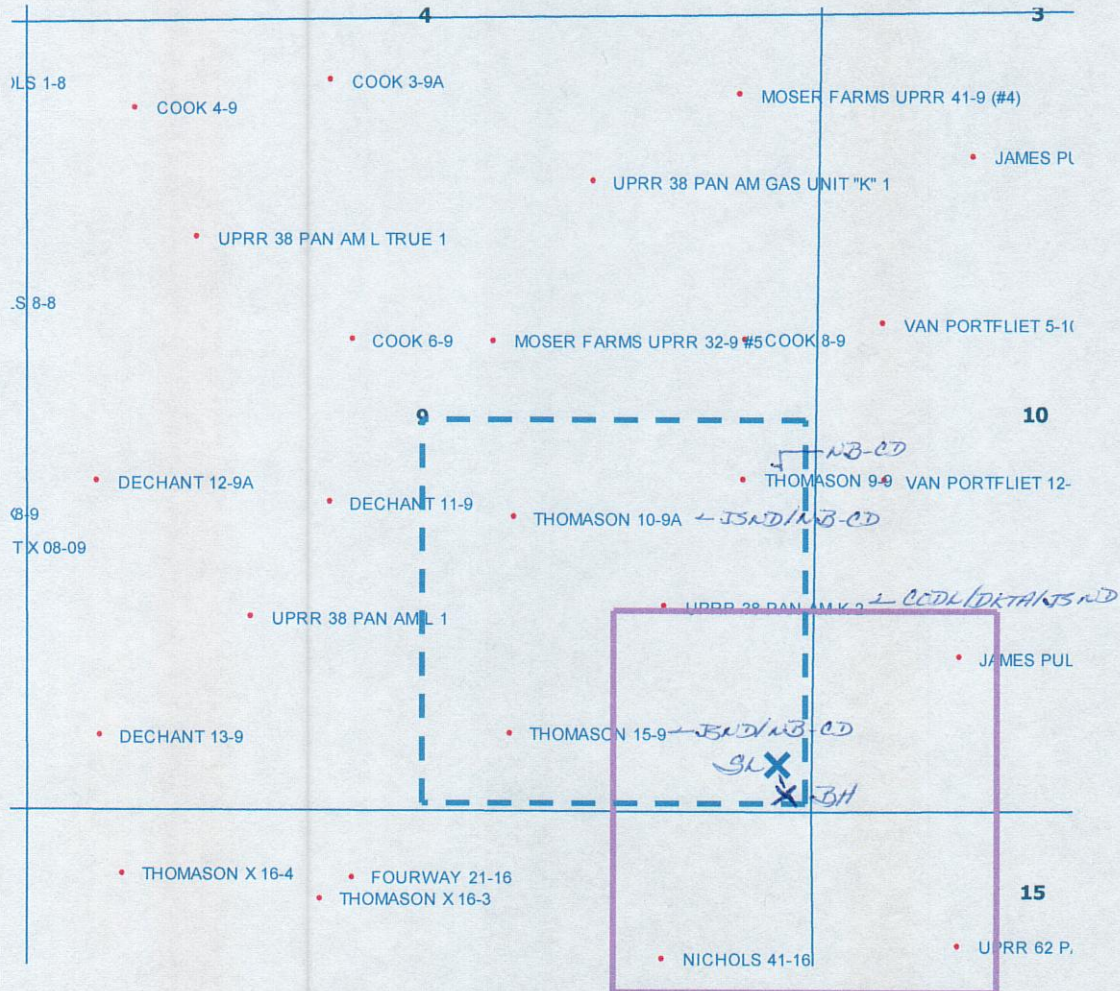 4 3
OLS 1-8
COOK 3-9A
COOK 4-9
MOSER FARMS UPRR 41-9 (#4)
JAMES PU
UPRR 38 PAN AM GAS UNIT "K" 1
UPRR 38 PAN AM L TRUE 1
LS 8-8
VAN PORTFLIET 5-10
COOK 6-9
MOSER FARMS UPRR 32-9 #5
COOK 8-9
9 10
NB-CD
DECHANT 12-9A
THOMASON 9-9
VAN PORTFLIET 12-
DECHANT 11-9
THOMASON 10-9A
JSND/NB-CD
8-9
T X 08-09
UPRR 38 PAN AM K 2
CODL/DKTA/JSND
UPRR 38 PAN AM L 1
JAMES PUL
DECHANT 13-9
THOMASON 15-9
JSND/NB-CD
SL
BH
THOMASON X 16-4
FOURWAY 21-16
THOMASON X 16-3
15
NICHOLS 41-16
UPRR 62 PA